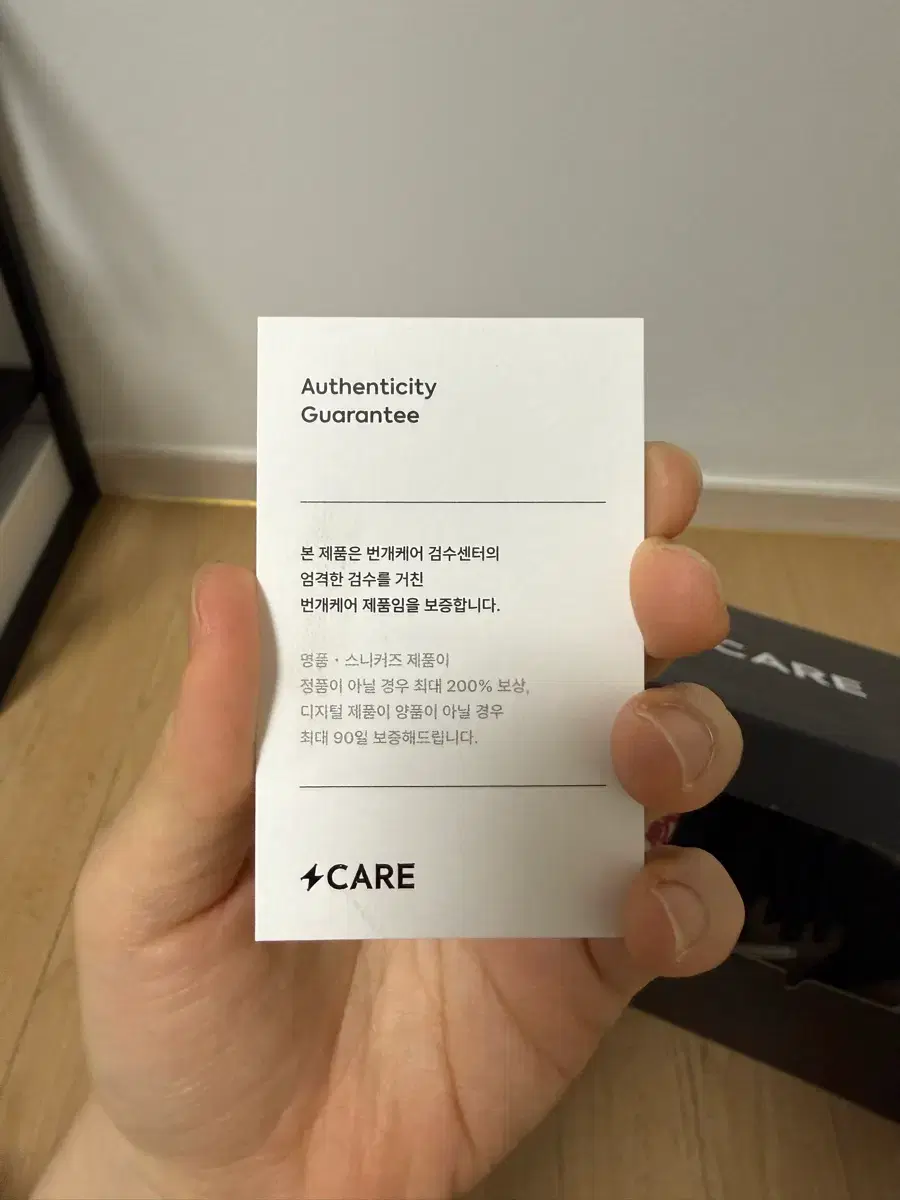 Authenticity
Guarantee
본 제품은 번개케어 검수센터의
엄격한 검수를 거친
번개케어 제품임을 보증합니다.
명품 · 스니커즈 제품이
정품이 아닐 경우 최대 200% 보상,
디지털 제품이 양품이 아닐 경우
최대 90일 보증해드립니다.
CARE
CARE